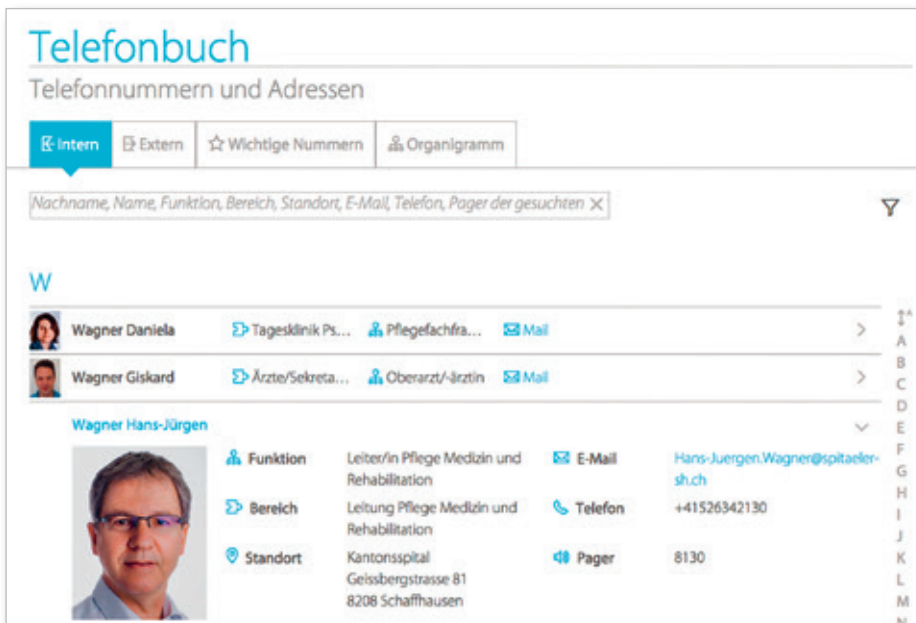 Telefonbuch
Telefonnummern und Adressen
Intern Extern Wichtige Nummern Organigramm
Nachname, Name, Funktion, Bereich, Standort, E-Mail, Telefon, Pager der gesuchten
W
Wagner Daniela Tagesklinik Ps... Pflegefachfra... Mail
Wagner Giskard Ärzte/Sekreta... Oberarzt/-ärztin Mail
Wagner Hans-Jürgen
Funktion Leiter/in Pflege Medizin und Rehabilitation
Bereich Leitung Pflege Medizin und Rehabilitation
Standort Kantonsspital
Geissbergstrasse 81
8208 Schaffhausen
E-Mail Hans-Juergen.Wagner@spitaeler-sh.ch
Telefon +41526342130
Pager 8130
A
B
C
D
E
F
G
H
I
J
K
L
M
N